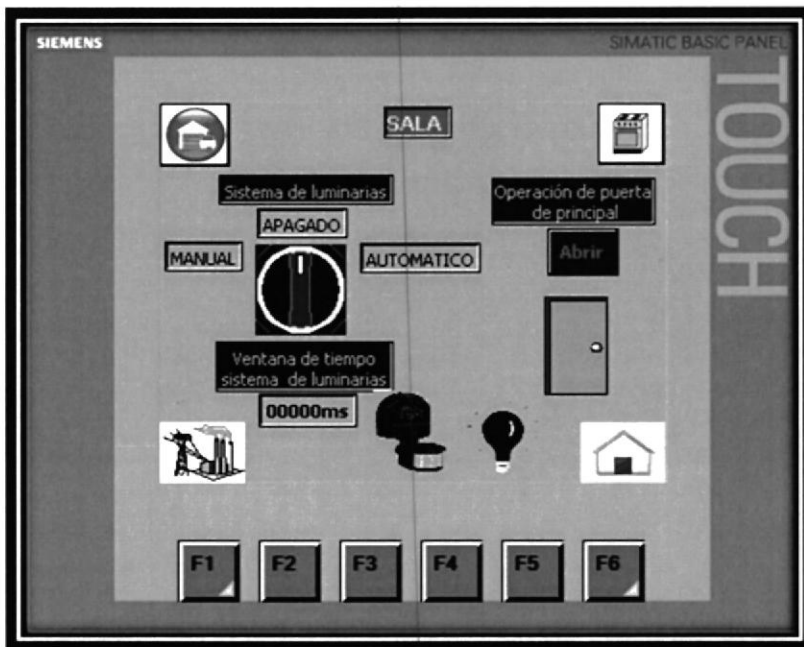 SIEMENS
SIMATIC BASIC PANEL
TOUCH
SALA
Sistema de luminarias
APAGADO
MANUAL
AUTOMATICO
Operación de puerta
de principal
Abrir
Ventana de tiempo
sistema de luminarias
00000ms
F1
F2
F3
F4
F5
F6